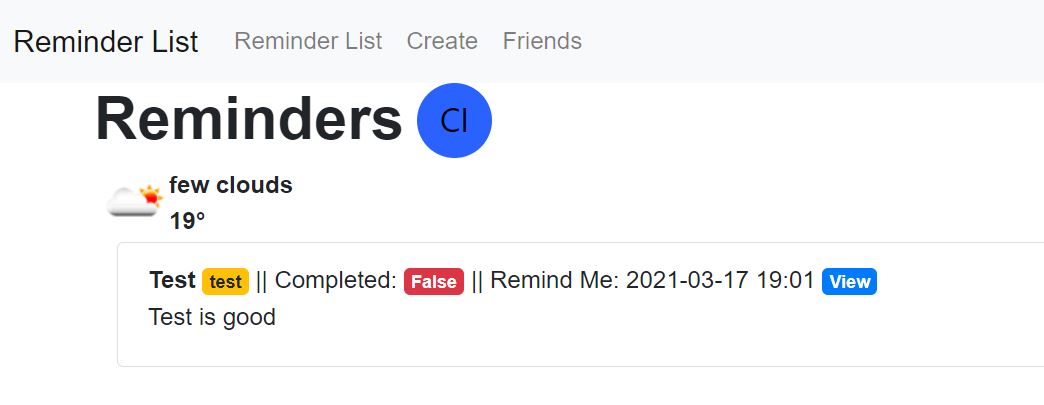 Reminder List Reminder List Create Friends
Reminders CI
few clouds
19°
Test test || Completed: False || Remind Me: 2021-03-17 19:01 View
Test is good